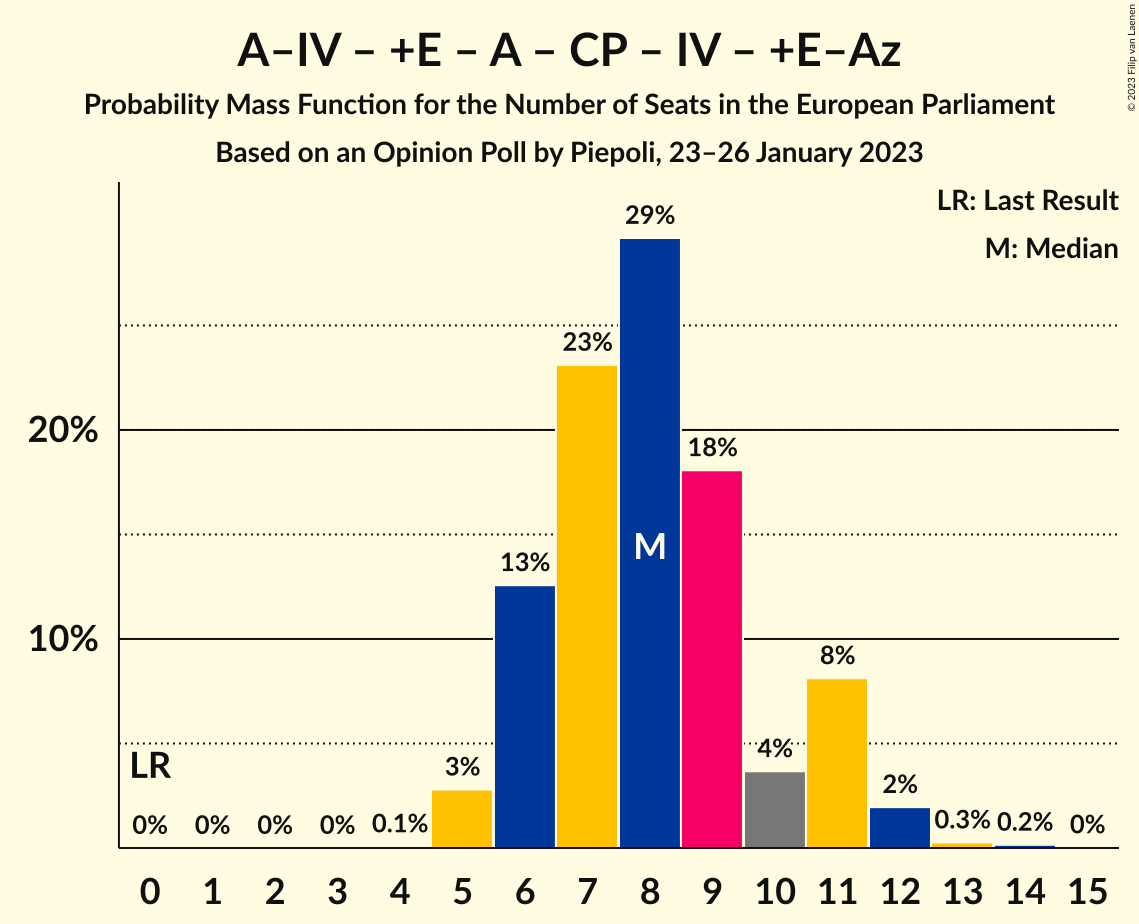 A–IV – +E – A – CP – IV – +E–Az
Probability Mass Function for the Number of Seats in the European Parliament
Based on an Opinion Poll by Piepoli, 23–26 January 2023
© 2023 Filip van Laenen
LR: Last Result
M: Median
29%
23%
20%
18%
M
13%
10%
8%
LR
4%
3%
2%
0% 0% 0% 0% 0.1% 0.3% 0.2% 0%
0 1 2 3 4 5 6 7 8 9 10 11 12 13 14 15